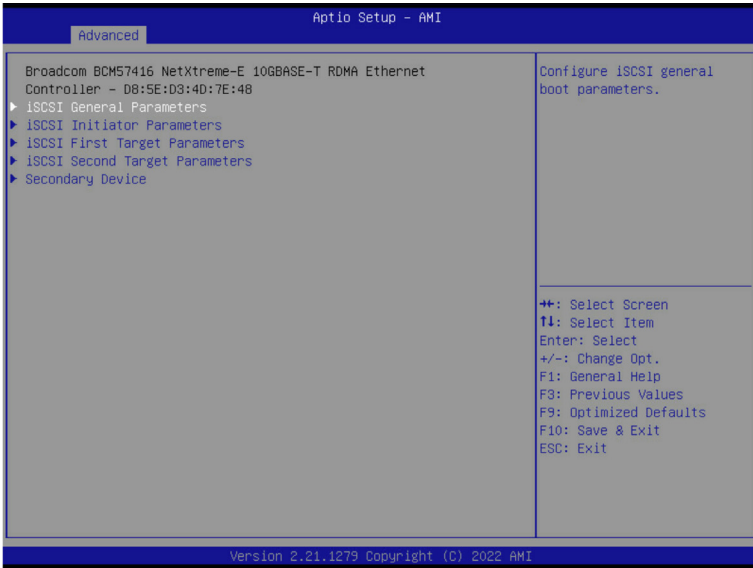 Aptio Setup - AMI
Advanced
Broadcom BCM57416 NetXtreme-E 10GBASE-T RDMA Ethernet
Controller - D8:5E:D3:4D:7E:48
iSCSI General Parameters
iSCSI Initiator Parameters
iSCSI First Target Parameters
iSCSI Second Target Parameters
Secondary Device
Configure iSCSI general
boot parameters.
→←: Select Screen
↑↓: Select Item
Enter: Select
+/-: Change Opt.
F1: General Help
F3: Previous Values
F9: Optimized Defaults
F10: Save & Exit
ESC: Exit
Version 2.21.1279 Copyright (C) 2022 AMI